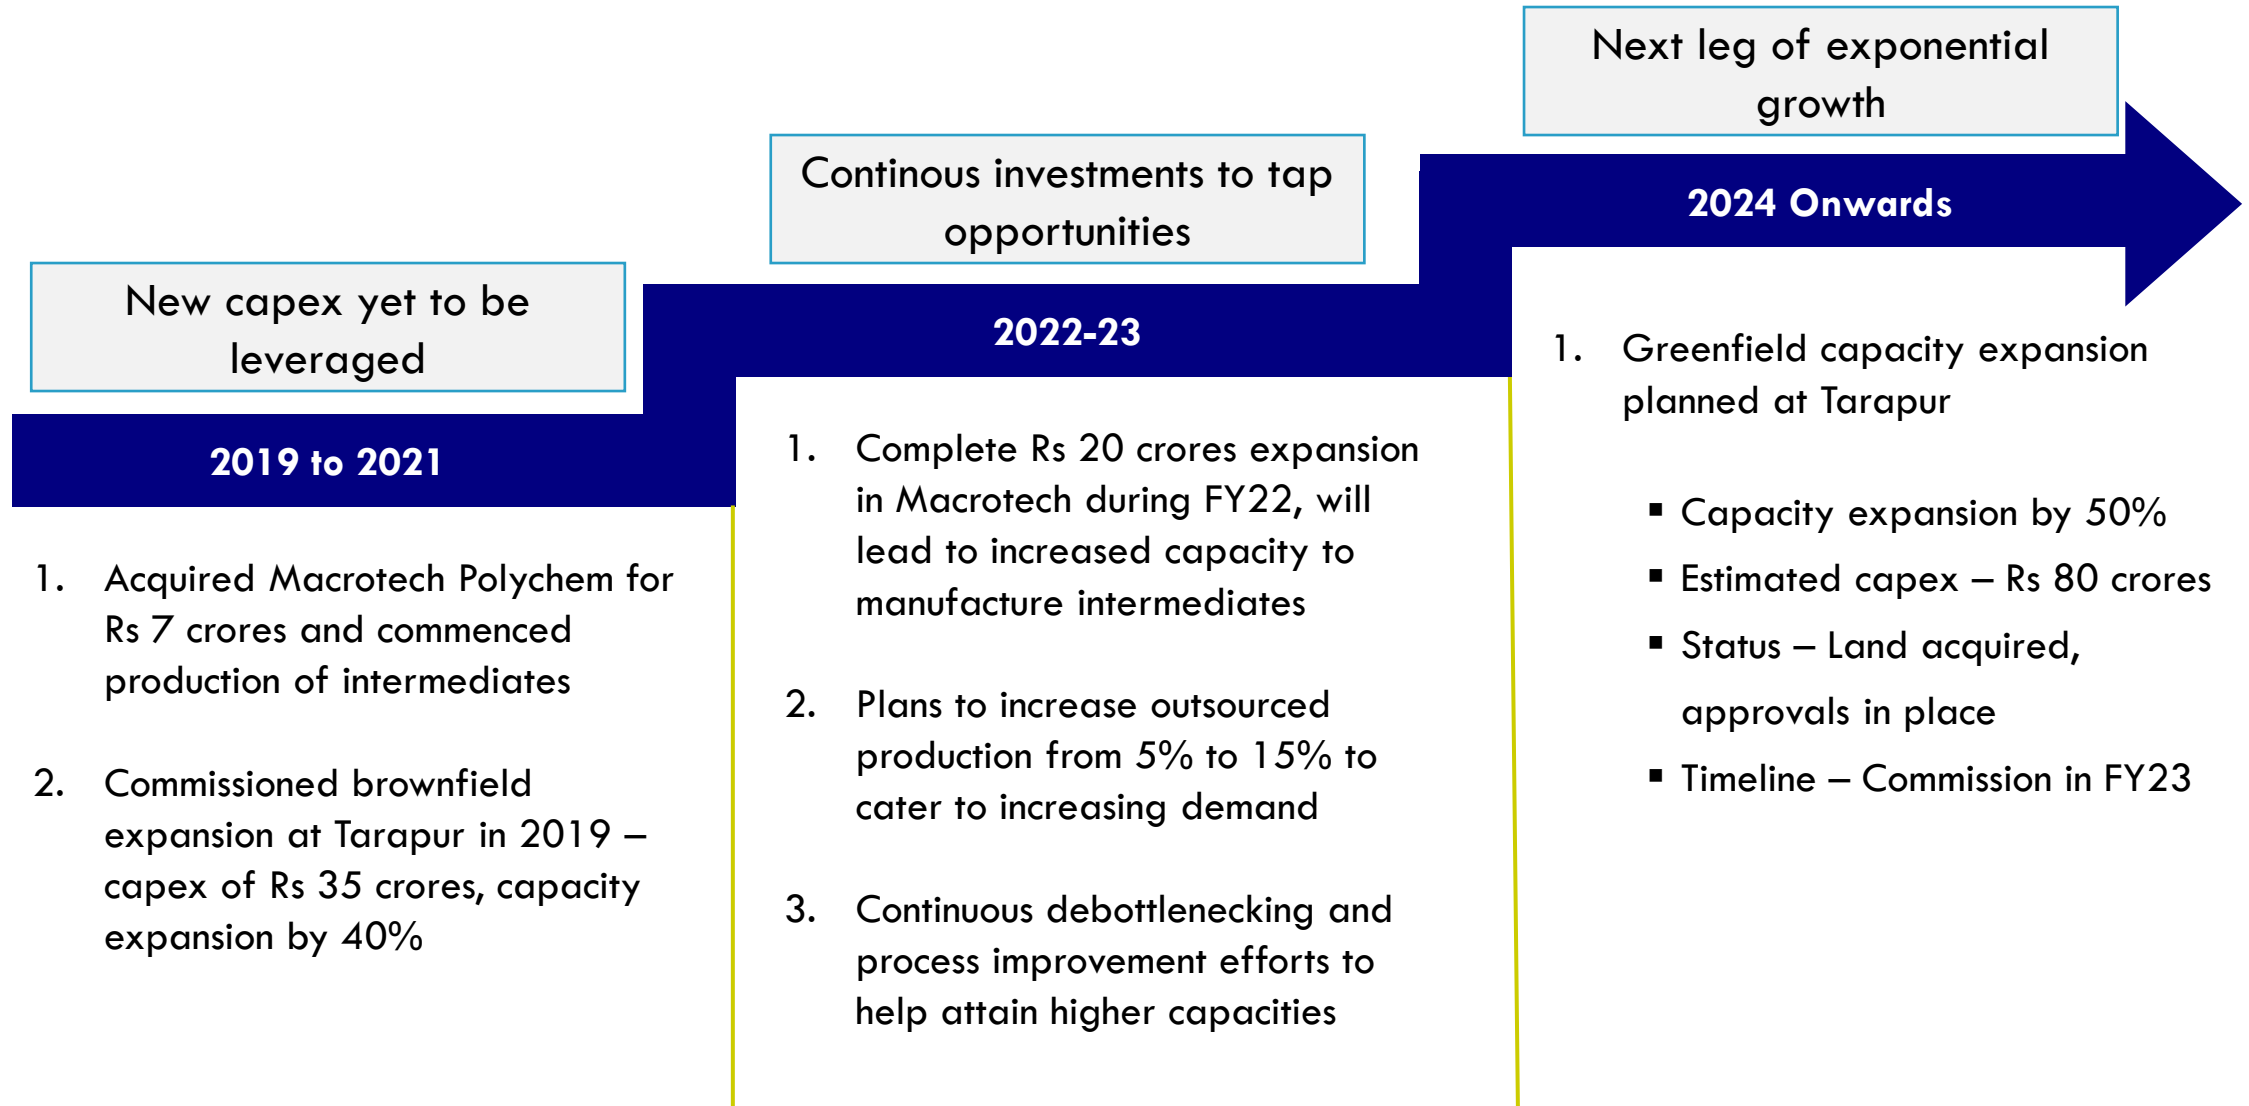 New capex yet to be
leveraged
2019 to 2021
1. Acquired Macrotech Polychem for
Rs 7 crores and commenced
production of intermediates
2. Commissioned brownfield
expansion at Tarapur in 2019 –
capex of Rs 35 crores, capacity
expansion by 40%
Continous investments to tap
opportunities
2022-23
1. Complete Rs 20 crores expansion
in Macrotech during FY22, will
lead to increased capacity to
manufacture intermediates
2. Plans to increase outsourced
production from 5% to 15% to
cater to increasing demand
3. Continuous debottlenecking and
process improvement efforts to
help attain higher capacities
Next leg of exponential
growth
2024 Onwards
1. Greenfield capacity expansion
planned at Tarapur
▪ Capacity expansion by 50%
▪ Estimated capex – Rs 80 crores
▪ Status – Land acquired,
approvals in place
▪ Timeline – Commission in FY23